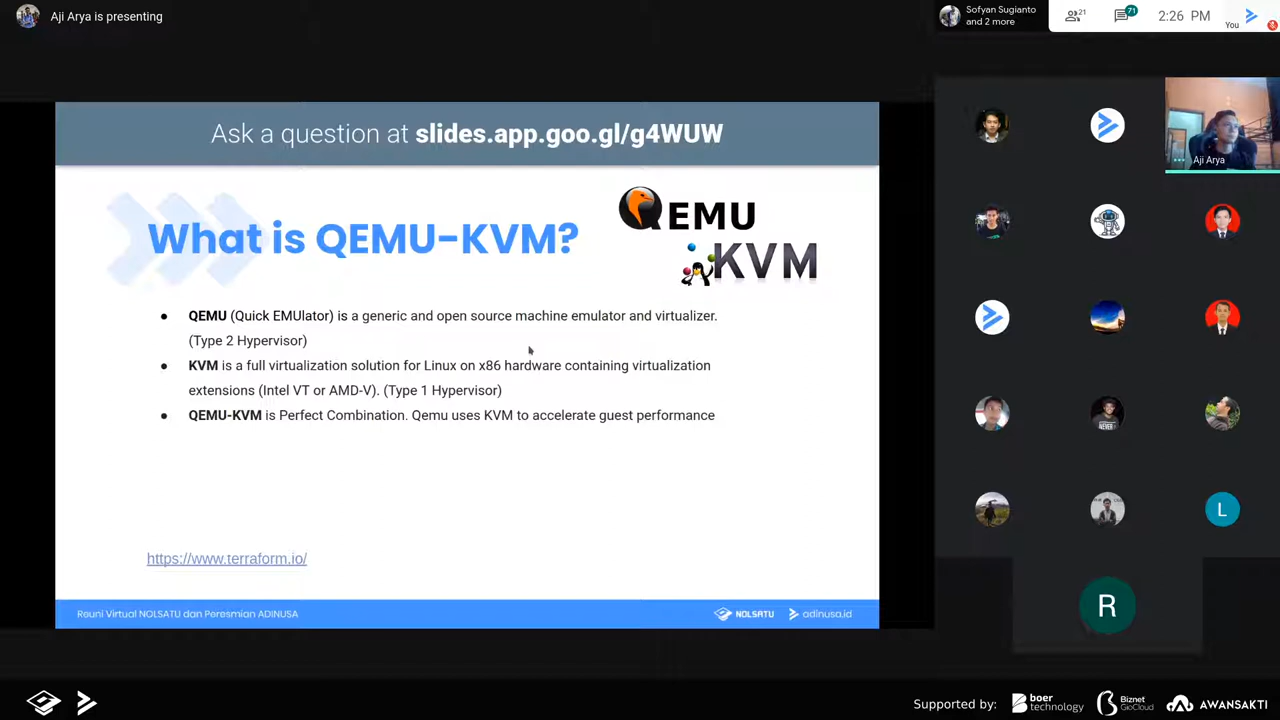 Aji Arya is presenting
Sofyan Sugianto
and 2 more
21
71
2:26 PM
You
Ask a question at slides.app.goo.gl/g4WUW
What is QEMU-KVM?
QEMU
KVM
Aji Arya
● QEMU (Quick EMUlator) is a generic and open source machine emulator and virtualizer.
(Type 2 Hypervisor)
● KVM is a full virtualization solution for Linux on x86 hardware containing virtualization
extensions (Intel VT or AMD-V). (Type 1 Hypervisor)
● QEMU-KVM is Perfect Combination. Qemu uses KVM to accelerate guest performance
NEVER
L
https://www.terraform.io/
R
Reuni Virtual NOLSATU dan Peresmian ADINUSA
NOLSATU
adinusa.id
Supported by:
boer
technology
Biznet
GioCloud
AWANSAKTI